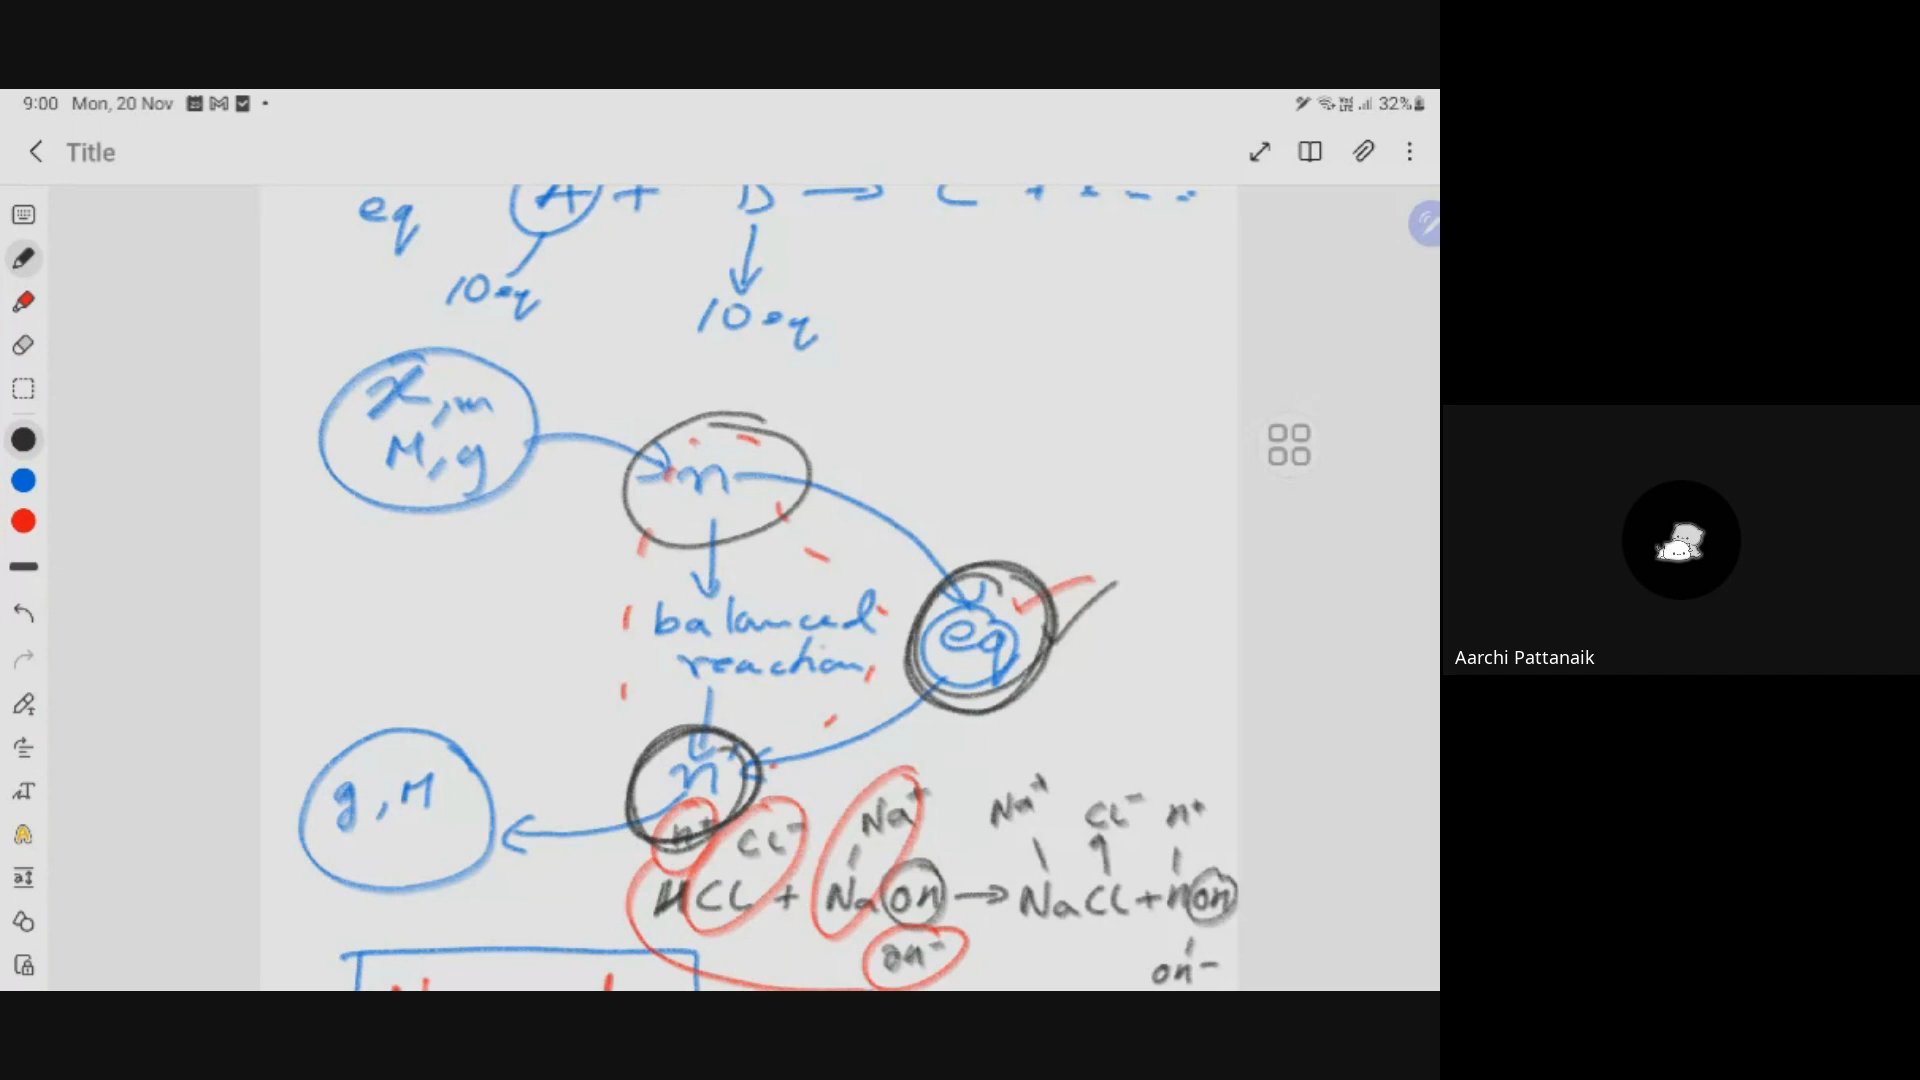 9:00 Mon, 20 Nov
32%
Title
eq A + B → C +
10 eq
10 eq
x, m
M, g
n
balanced
reaction
eq
n
g, M
H+ Cl- Na+ Na+ Cl- H+
HCl + NaOH → NaCl + HOH
OH-
OH-
Aarchi Pattanaik